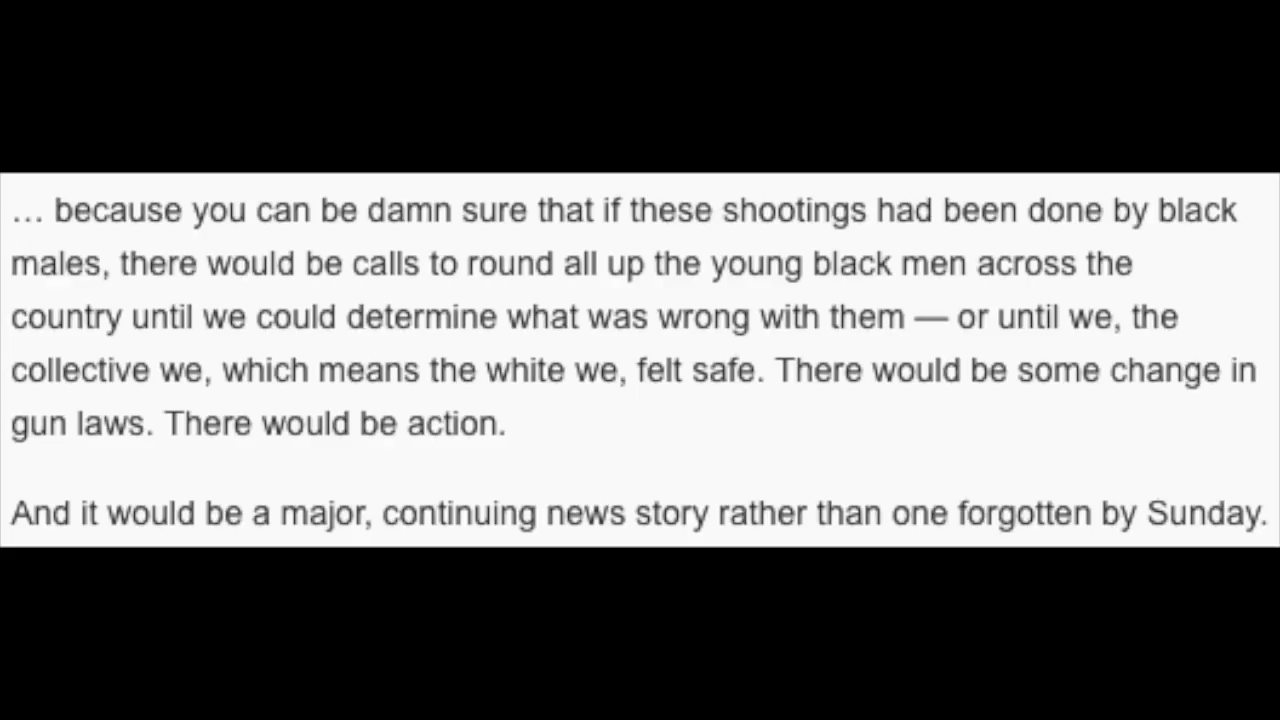 … because you can be damn sure that if these shootings had been done by black
males, there would be calls to round all up the young black men across the
country until we could determine what was wrong with them — or until we, the
collective we, which means the white we, felt safe. There would be some change in
gun laws. There would be action.
And it would be a major, continuing news story rather than one forgotten by Sunday.